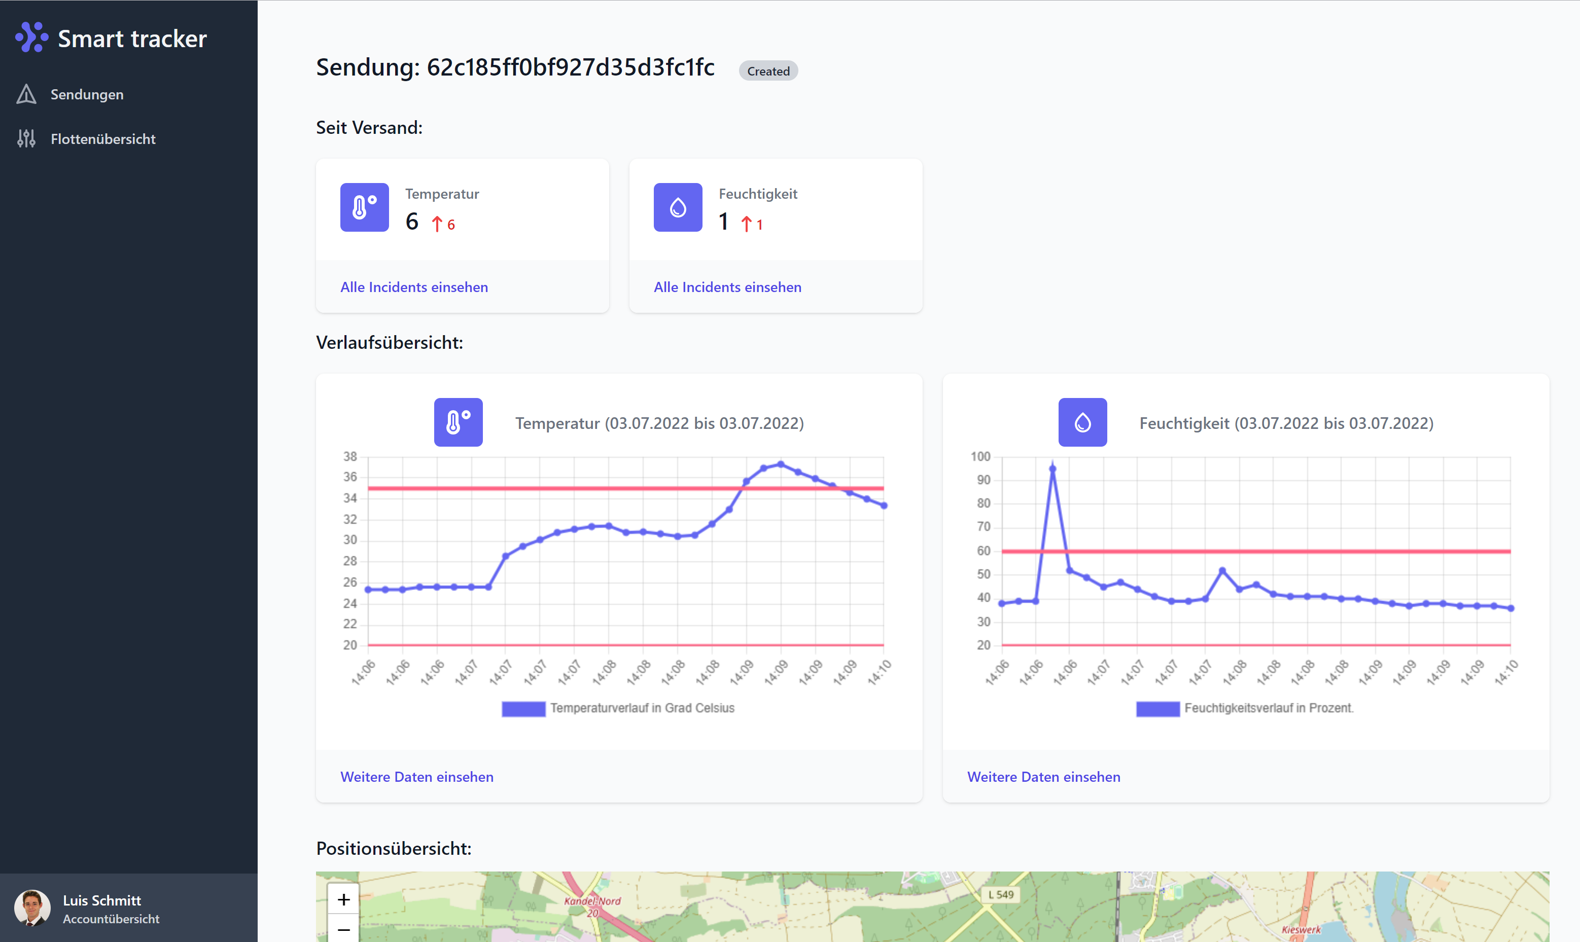 Smart tracker
Sendungen
Flottenübersicht
Sendung: 62c185ff0bf927d35d3fc1fc
Created
Seit Versand:
Temperatur
6 ↑ 6
Alle Incidents einsehen
Feuchtigkeit
1 ↑ 1
Alle Incidents einsehen
Verlaufsübersicht:
Temperatur (03.07.2022 bis 03.07.2022)
38
36
34
32
30
28
26
24
22
20
14:06 14:06 14:06 14:07 14:07 14:07 14:07 14:08 14:08 14:08 14:08 14:09 14:09 14:09 14:09 14:10
Temperaturverlauf in Grad Celsius
Weitere Daten einsehen
Feuchtigkeit (03.07.2022 bis 03.07.2022)
100
90
80
70
60
50
40
30
20
14:06 14:06 14:06 14:07 14:07 14:07 14:07 14:08 14:08 14:08 14:08 14:09 14:09 14:09 14:09 14:10
Feuchtigkeitsverlauf in Prozent.
Weitere Daten einsehen
Positionsübersicht:
+
−
Kandel-Nord
20
L 549
Kieswerk
Luis Schmitt
Accountübersicht